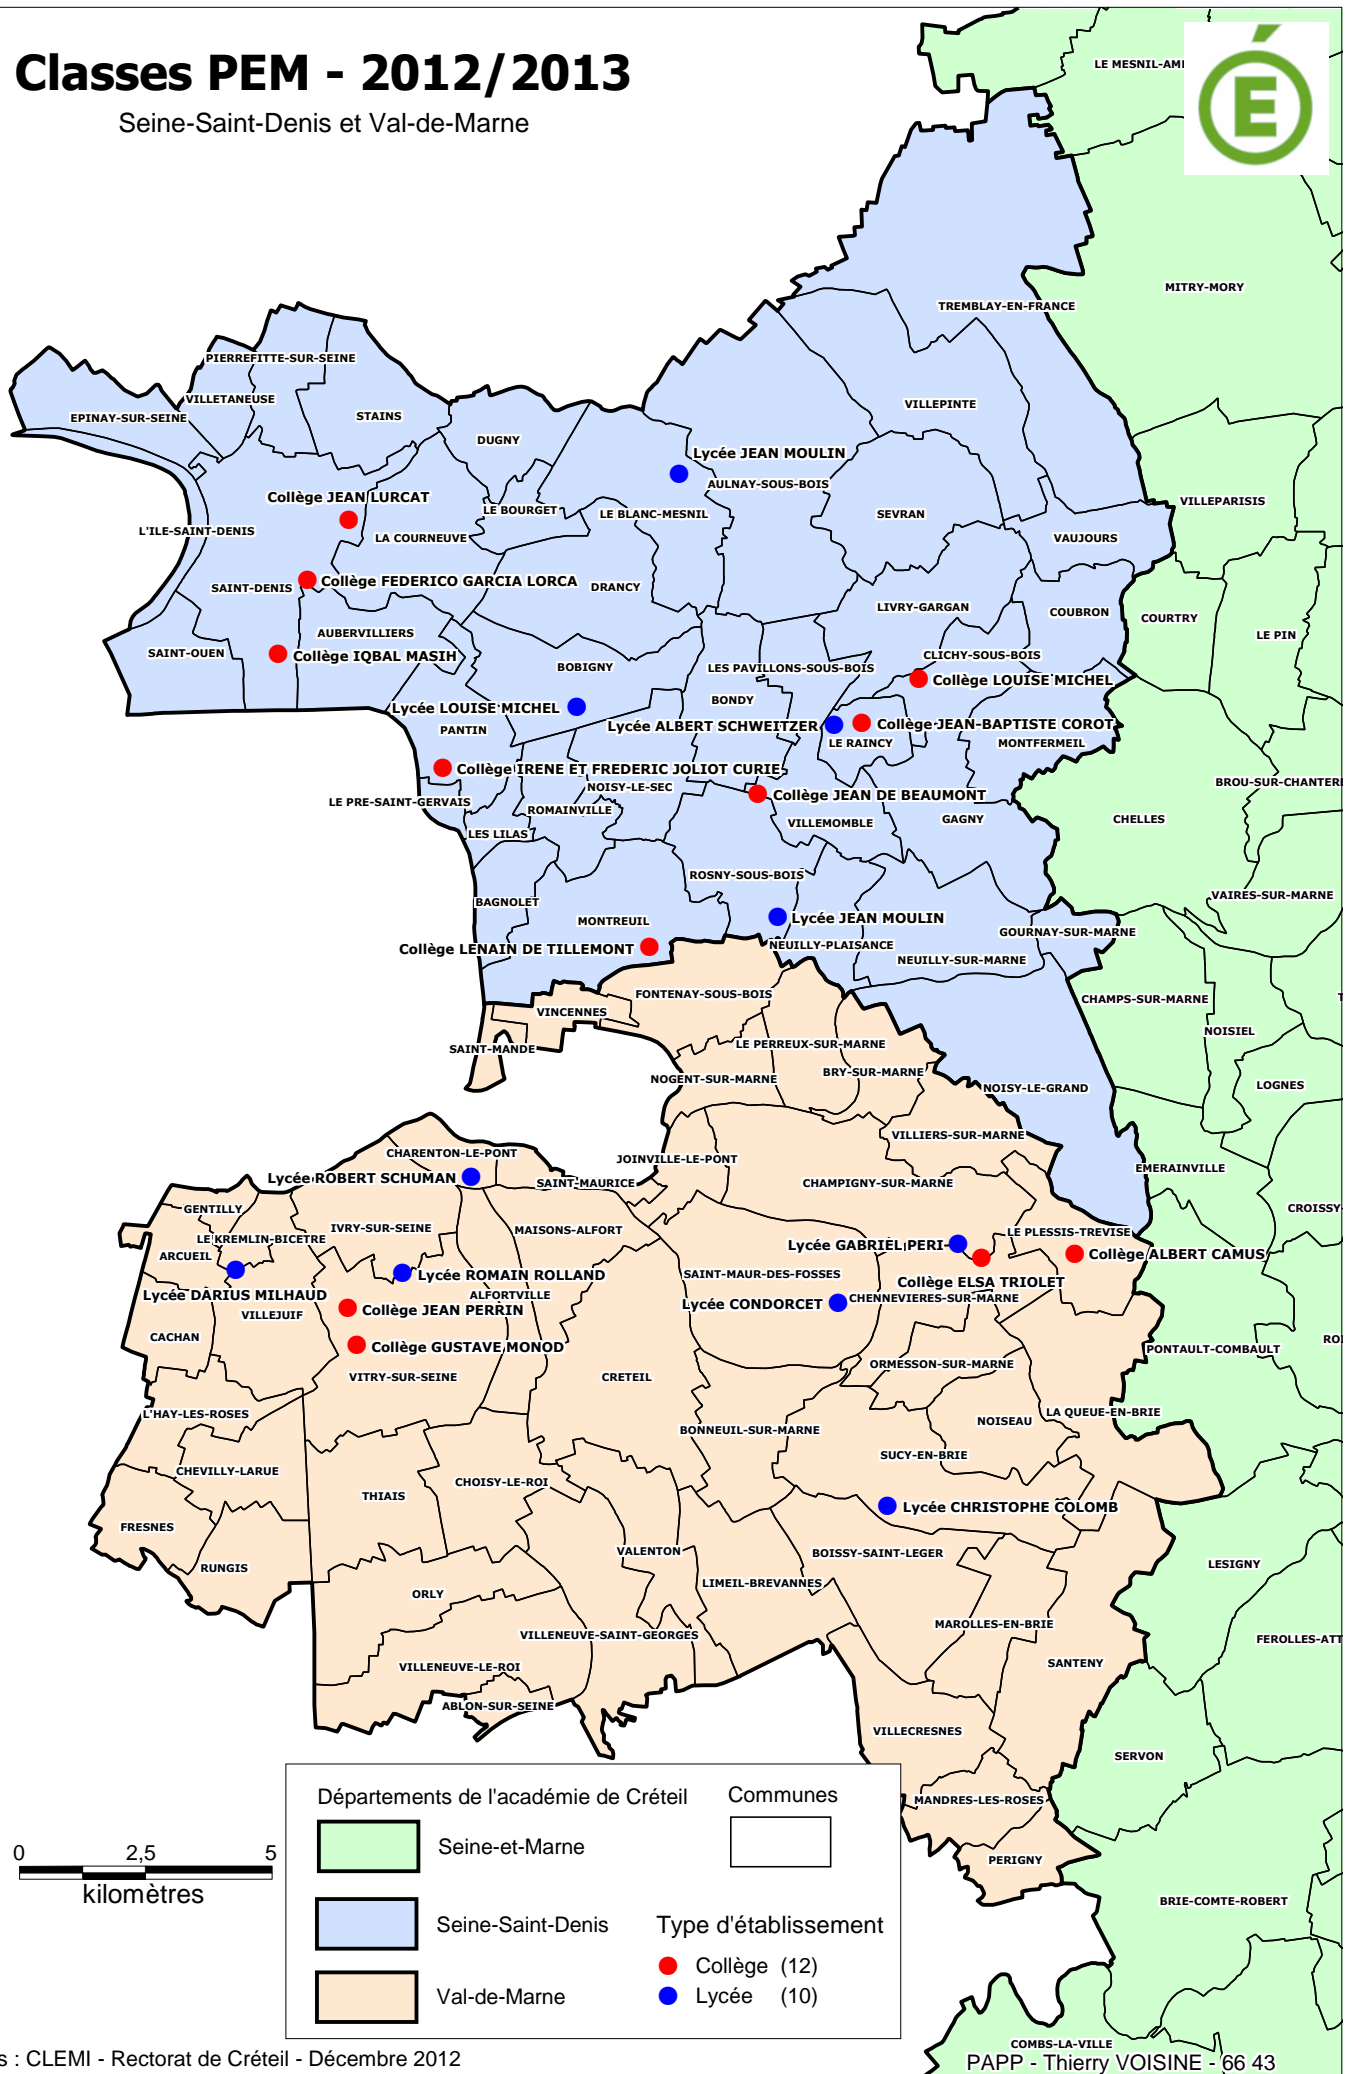 Classes PEM - 2012/2013
Seine-Saint-Denis et Val-de-Marne
É
LE MESNIL-AM
MITRY-MORY
TREMBLAY-EN-FRANCE
PIERREFITTE-SUR-SEINE
VILLETANEUSE
EPINAY-SUR-SEINE
STAINS
DUGNY
VILLEPINTE
Lycée JEAN MOULIN
AULNAY-SOUS-BOIS
VILLEPARISIS
Collège JEAN LURCAT
LE BOURGET
LE BLANC-MESNIL
SEVRAN
L'ILE-SAINT-DENIS
LA COURNEUVE
VAUJOURS
SAINT-DENIS
Collège FEDERICO GARCIA LORCA
DRANCY
LIVRY-GARGAN
COUBRON
COURTRY
LE PIN
AUBERVILLIERS
SAINT-OUEN
Collège IQBAL MASIH
BOBIGNY
LES PAVILLONS-SOUS-BOIS
CLICHY-SOUS-BOIS
Collège LOUISE MICHEL
BONDY
Lycée LOUISE MICHEL
PANTIN
Lycée ALBERT SCHWEITZER
Collège JEAN-BAPTISTE COROT
LE RAINCY
MONTFERMEIL
Collège IRENE ET FREDERIC JOLIOT CURIE
NOISY-LE-SEC
BROU-SUR-CHANTER
Collège JEAN DE BEAUMONT
LE PRE-SAINT-GERVAIS
ROMAINVILLE
VILLEMOMBLE
GAGNY
CHELLES
LES LILAS
ROSNY-SOUS-BOIS
VAIRES-SUR-MARNE
BAGNOLET
MONTREUIL
Lycée JEAN MOULIN
GOURNAY-SUR-MARNE
Collège LENAIN DE TILLEMONT
NEUILLY-PLAISANCE
NEUILLY-SUR-MARNE
FONTENAY-SOUS-BOIS
CHAMPS-SUR-MARNE
VINCENNES
NOISIEL
SAINT-MANDE
LE PERREUX-SUR-MARNE
NOGENT-SUR-MARNE
BRY-SUR-MARNE
NOISY-LE-GRAND
LOGNES
VILLIERS-SUR-MARNE
CHARENTON-LE-PONT
JOINVILLE-LE-PONT
EMERAINVILLE
Lycée ROBERT SCHUMAN
SAINT-MAURICE
CHAMPIGNY-SUR-MARNE
GENTILLY
CROISSY-
IVRY-SUR-SEINE
MAISONS-ALFORT
LE PLESSIS-TREVISE
LE KREMLIN-BICETRE
ARCUEIL
Lycée GABRIEL PERI
Collège ALBERT CAMUS
Lycée ROMAIN ROLLAND
SAINT-MAUR-DES-FOSSES
Collège ELSA TRIOLET
Lycée DARIUS MILHAUD
ALFORTVILLE
Lycée CONDORCET
CHENNEVIERES-SUR-MARNE
VILLEJUIF
Collège JEAN PERRIN
CACHAN
Collège GUSTAVE MONOD
PONTAULT-COMBAULT
RO
VITRY-SUR-SEINE
CRETEIL
ORMESSON-SUR-MARNE
L'HAY-LES-ROSES
LA QUEUE-EN-BRIE
NOISEAU
BONNEUIL-SUR-MARNE
SUCY-EN-BRIE
CHEVILLY-LARUE
CHOISY-LE-ROI
THIAIS
Lycée CHRISTOPHE COLOMB
FRESNES
VALENTON
BOISSY-SAINT-LEGER
RUNGIS
LESIGNY
ORLY
LIMEIL-BREVANNES
MAROLLES-EN-BRIE
VILLENEUVE-SAINT-GEORGES
FEROLLES-ATT
VILLENEUVE-LE-ROI
SANTENY
ABLON-SUR-SEINE
VILLECRESNES
SERVON
MANDRES-LES-ROSES
PERIGNY
BRIE-COMTE-ROBERT
COMBS-LA-VILLE
Départements de l'académie de Créteil
Communes
Seine-et-Marne
Seine-Saint-Denis
Val-de-Marne
Type d'établissement
Collège (12)
Lycée (10)
0 2,5 5
kilomètres
s : CLEMI - Rectorat de Créteil - Décembre 2012
PAPP - Thierry VOISINE - 66 43